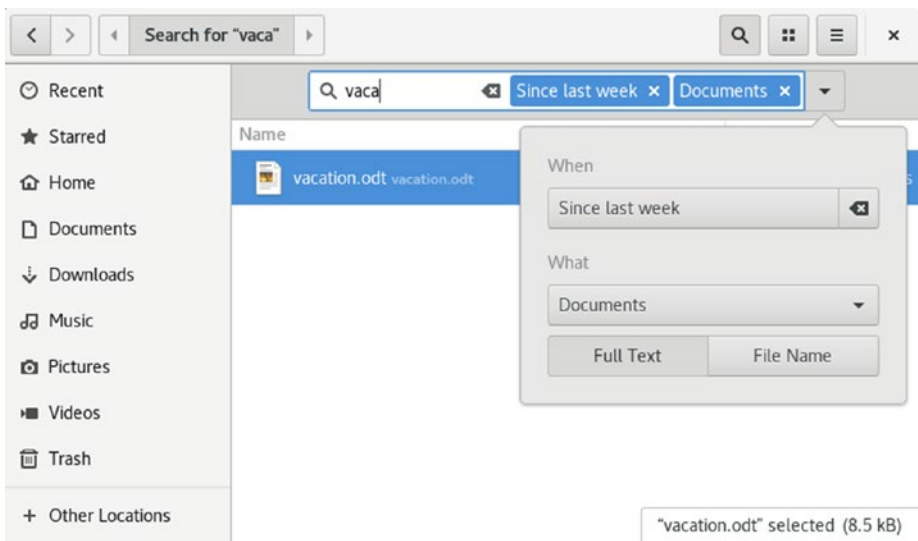 Search for "vaca"
Recent
Starred
Home
Documents
Downloads
Music
Pictures
Videos
Trash
+ Other Locations
vaca
Since last week ×
Documents ×
Name
vacation.odt vacation.odt
When
Since last week
What
Documents
Full Text
File Name
"vacation.odt" selected (8.5 kB)